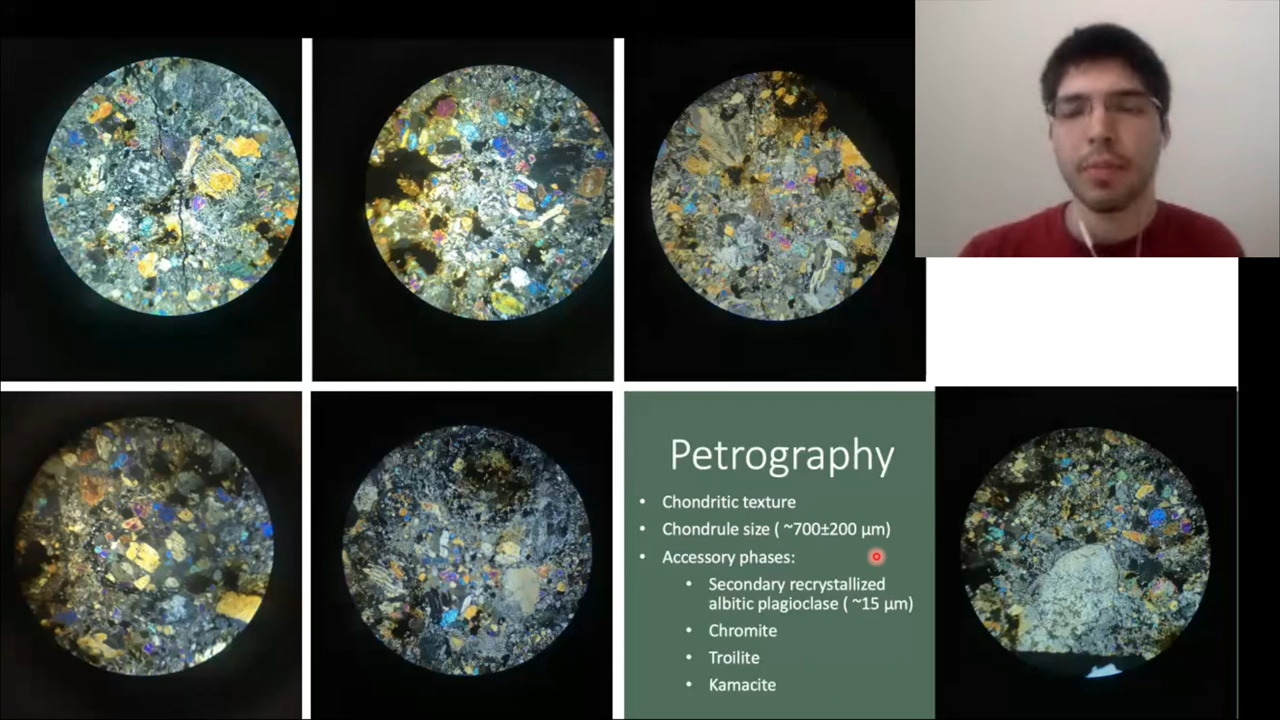 Petrography
• Chondritic texture
• Chondrule size ( ~700±200 µm)
• Accessory phases:
• Secondary recrystallized
albitic plagioclase ( ~15 µm)
• Chromite
• Troilite
• Kamacite